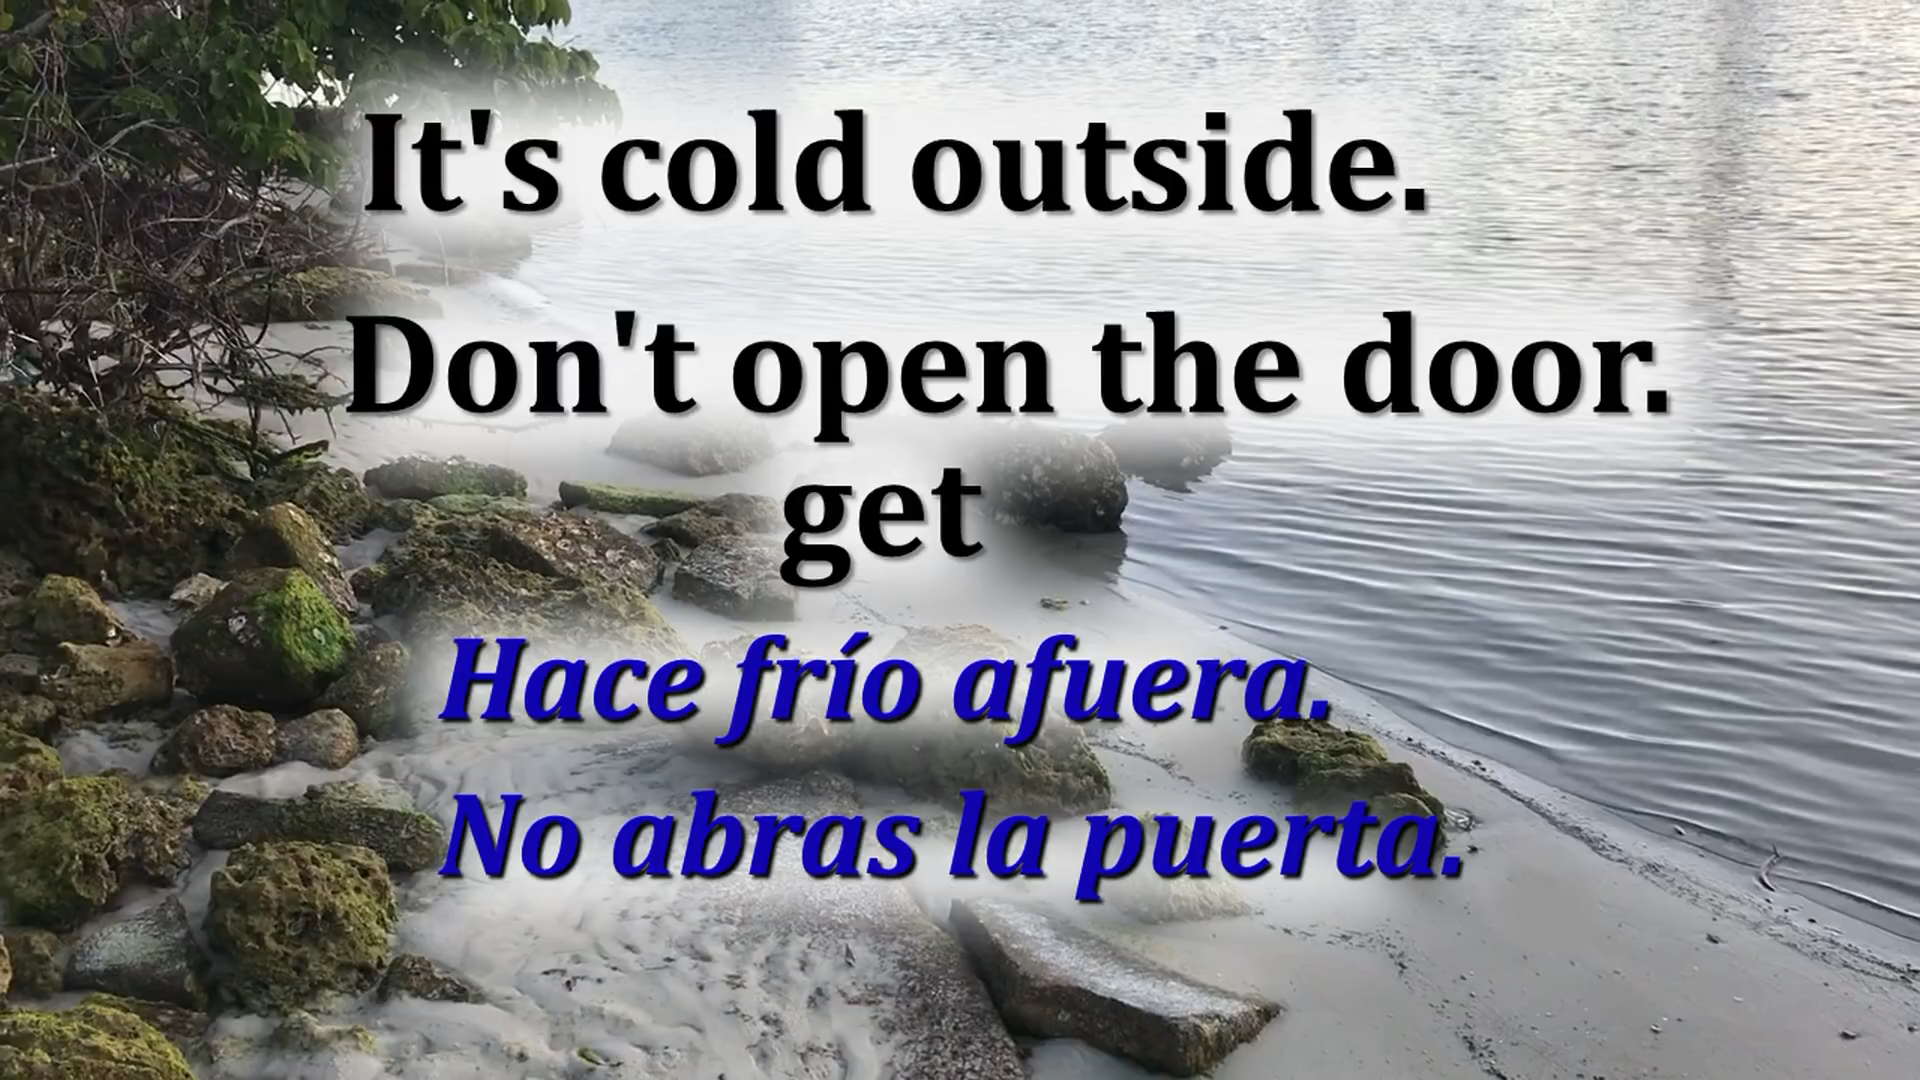 It's cold outside.
Don't open the door.
get
Hace frío afuera.
No abras la puerta.